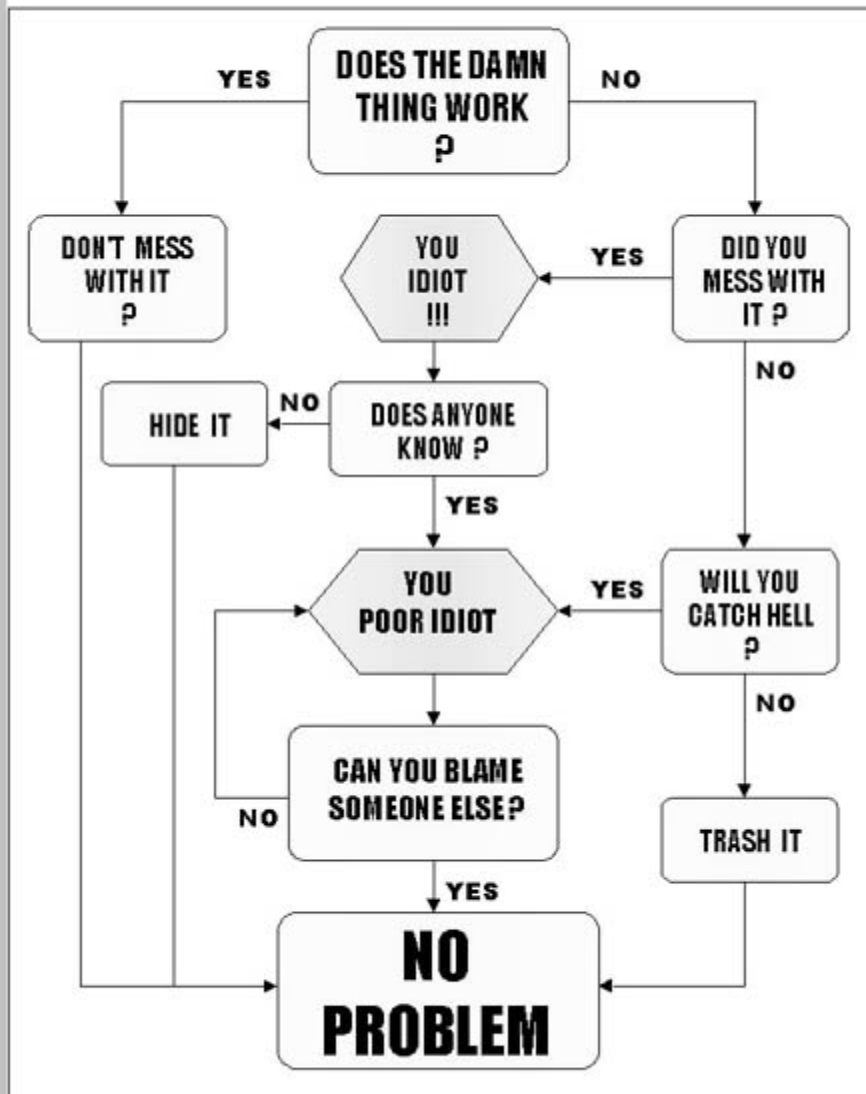 DOES THE DAMN
THING WORK
?
YES
NO
DON'T MESS
WITH IT
?
YOU
IDIOT
!!!
YES
DID YOU
MESS WITH
IT ?
NO
HIDE IT
NO
DOES ANYONE
KNOW ?
YES
YOU
POOR IDIOT
YES
WILL YOU
CATCH HELL
?
NO
CAN YOU BLAME
SOMEONE ELSE?
NO
TRASH IT
YES
NO
PROBLEM